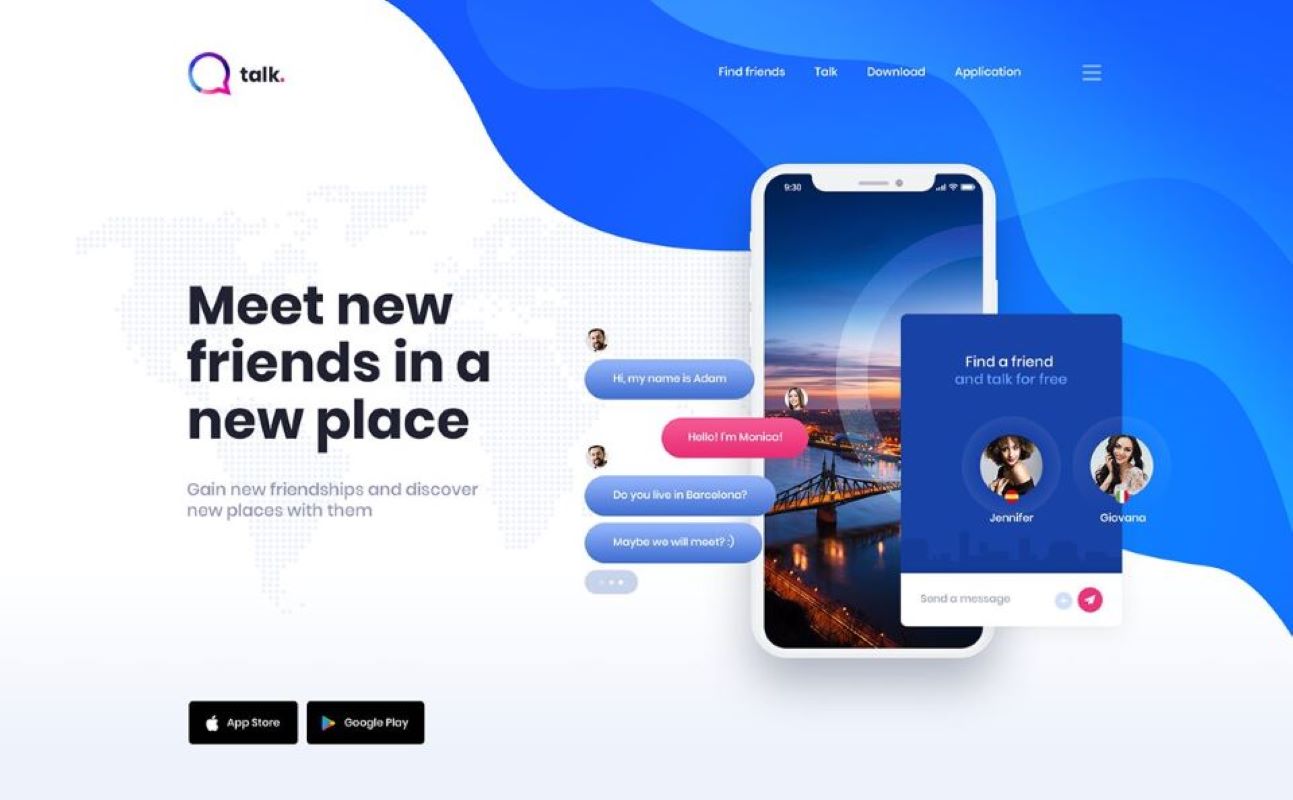 talk.
Find friends
Talk
Download
Application
9:30
Meet new
friends in a
new place
Gain new friendships and discover
new places with them
Hi, my name is Adam
Hello! I'm Monica!
Do you live in Barcelona?
Maybe we will meet? :)
Find a friend
and talk for free
Jennifer
Giovana
Send a message
App Store
Google Play